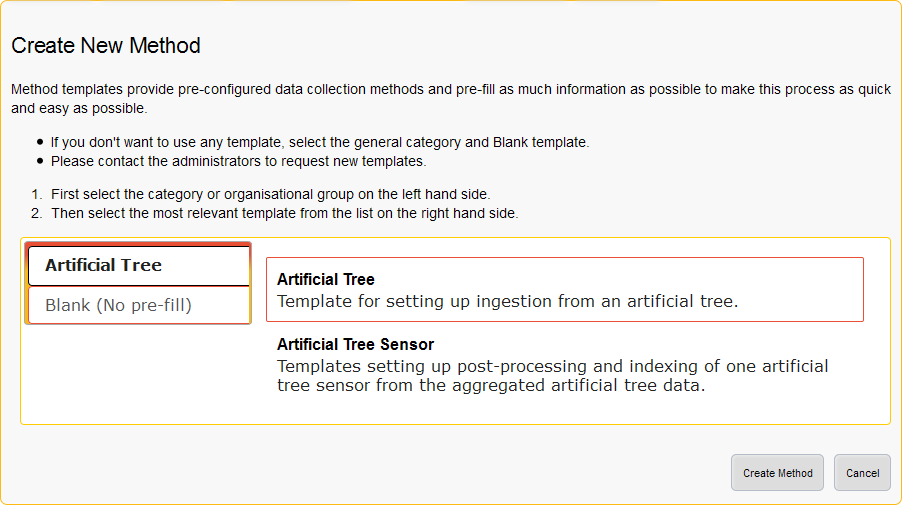 Create New Method
Method templates provide pre-configured data collection methods and pre-fill as much information as possible to make this process as quick
and easy as possible.
If you don't want to use any template, select the general category and Blank template.
Please contact the administrators to request new templates.
1. First select the category or organisational group on the left hand side.
2. Then select the most relevant template from the list on the right hand side.
Artificial Tree
Blank (No pre-fill)
Artificial Tree
Template for setting up ingestion from an artificial tree.
Artificial Tree Sensor
Templates setting up post-processing and indexing of one artificial
tree sensor from the aggregated artificial tree data.
Create Method
Cancel